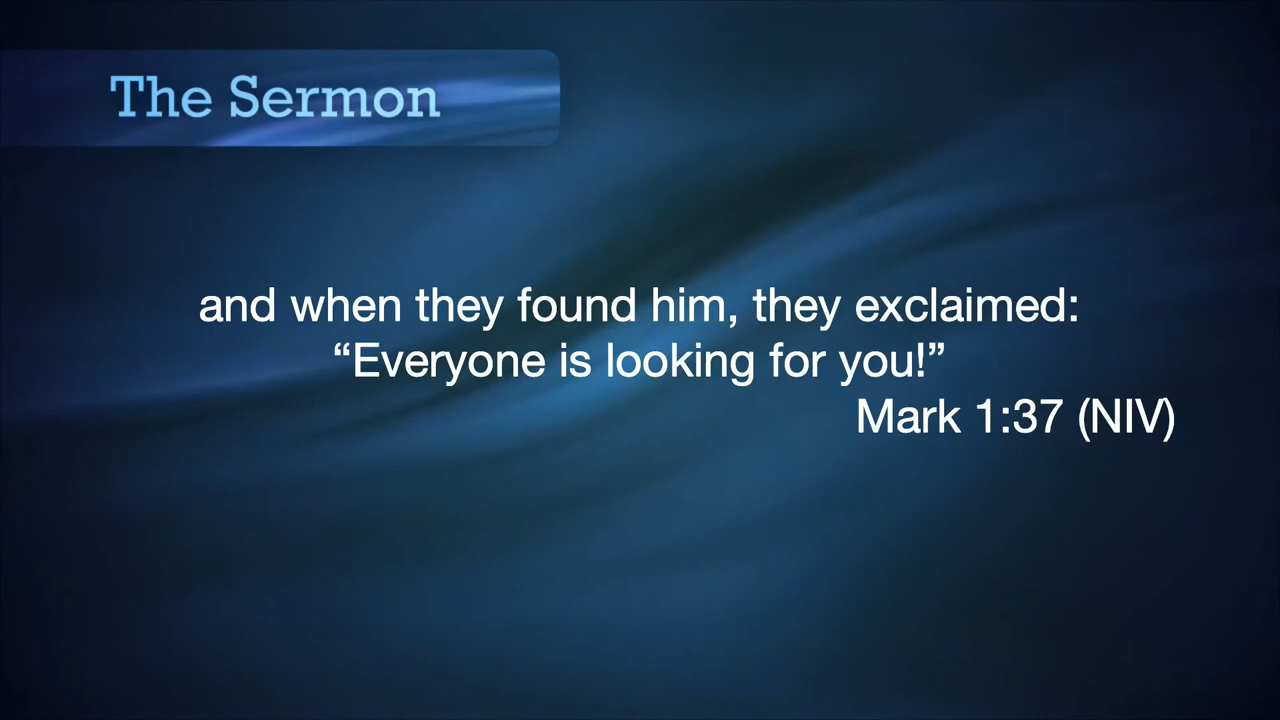 The Sermon
and when they found him, they exclaimed:
“Everyone is looking for you!”
Mark 1:37 (NIV)